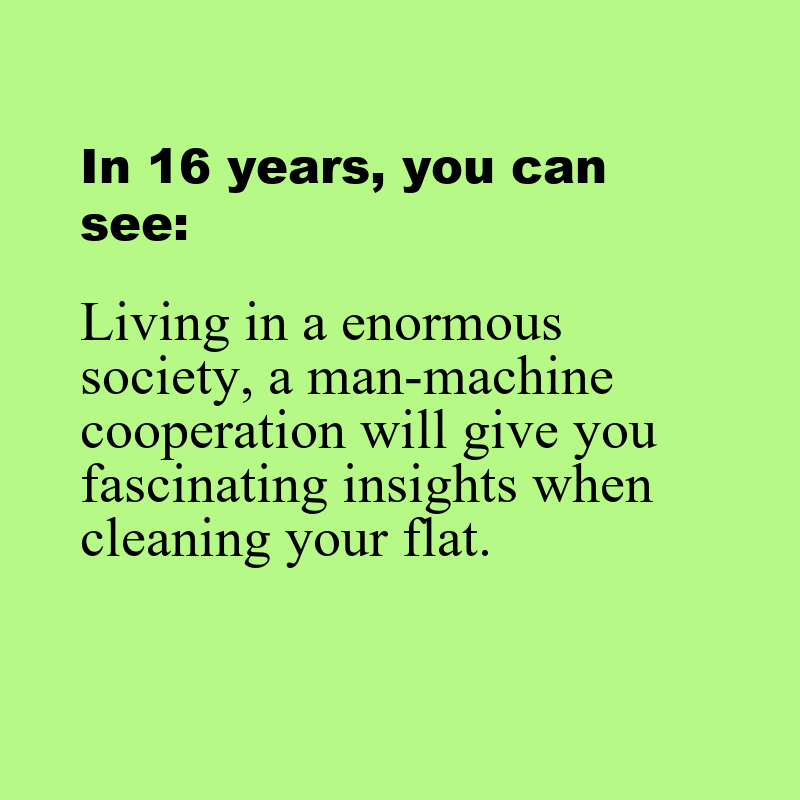 In 16 years, you can
see:
Living in a enormous
society, a man-machine
cooperation will give you
fascinating insights when
cleaning your flat.